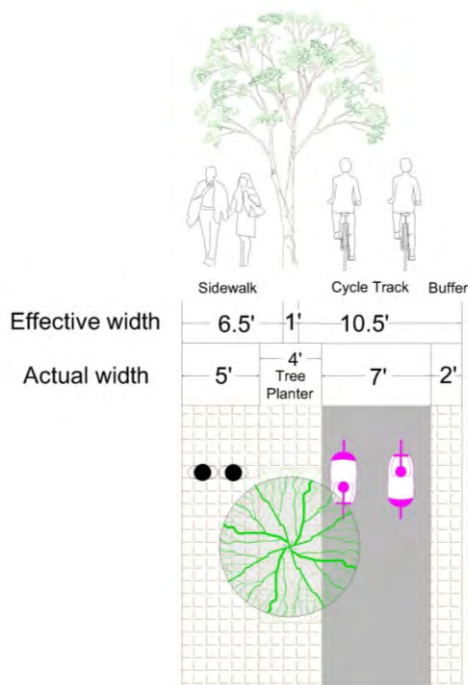 Sidewalk Cycle Track Buffer
Effective width 6.5' 1' 10.5'
Actual width 5' 4' 7' 2'
Tree
Planter